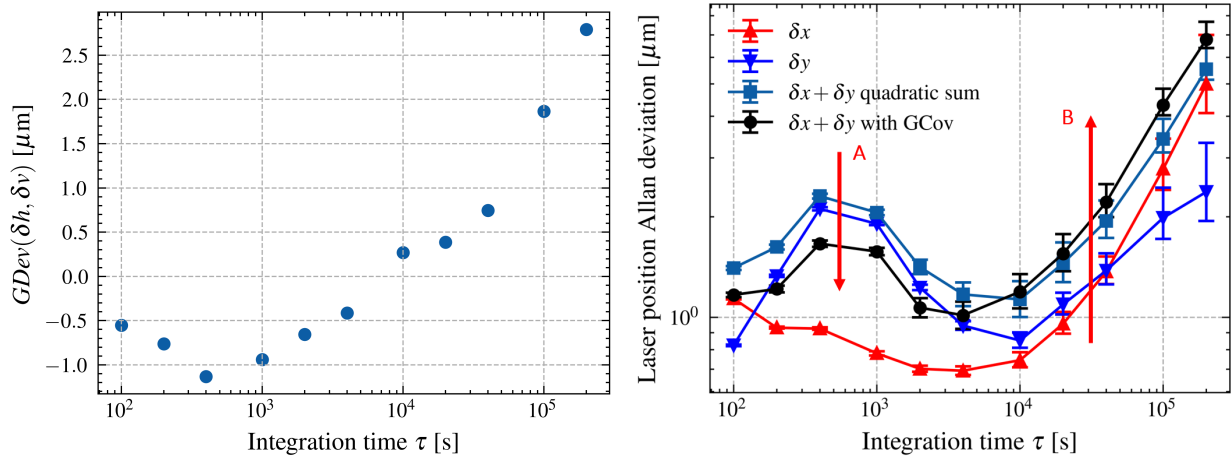 GDev(δh, δv) [μm]
2.5
2.0
1.5
1.0
0.5
0.0
−0.5
−1.0
10²
10³
10⁴
10⁵
Integration time τ [s]
Laser position Allan deviation [μm]
δx
δy
δx + δy quadratic sum
δx + δy with GCov
A
B
10⁰
10²
10³
10⁴
10⁵
Integration time τ [s]